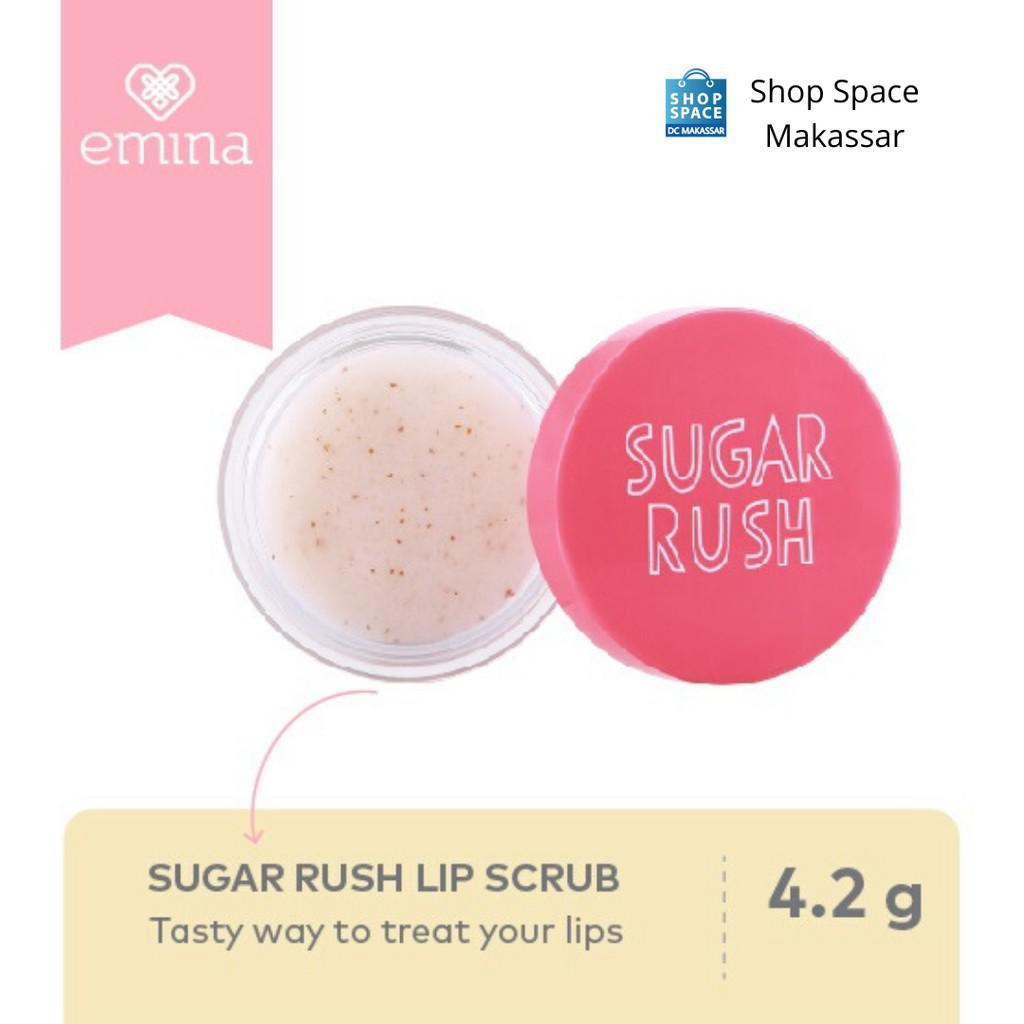 emina
SHOP
SPACE
DC MAKASSAR
Shop Space
Makassar
SUGAR
RUSH
SUGAR RUSH LIP SCRUB
Tasty way to treat your lips
4.2 g